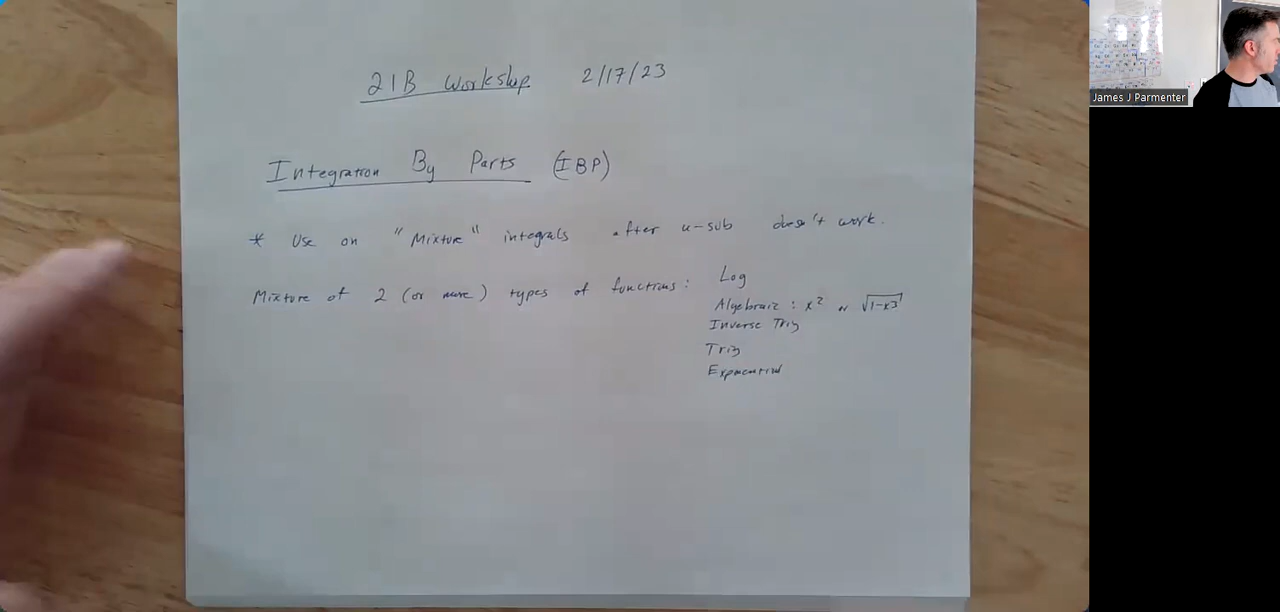 21B Workshop 2/17/23
James J Parmenter
Integration By Parts (IBP)
* Use on "Mixture" integrals after u-sub doesn't work.
Mixture of 2 (or more) types of functions: Log
Algebraic: x² or √(1-x³)
Inverse Trig
Trig
Exponential